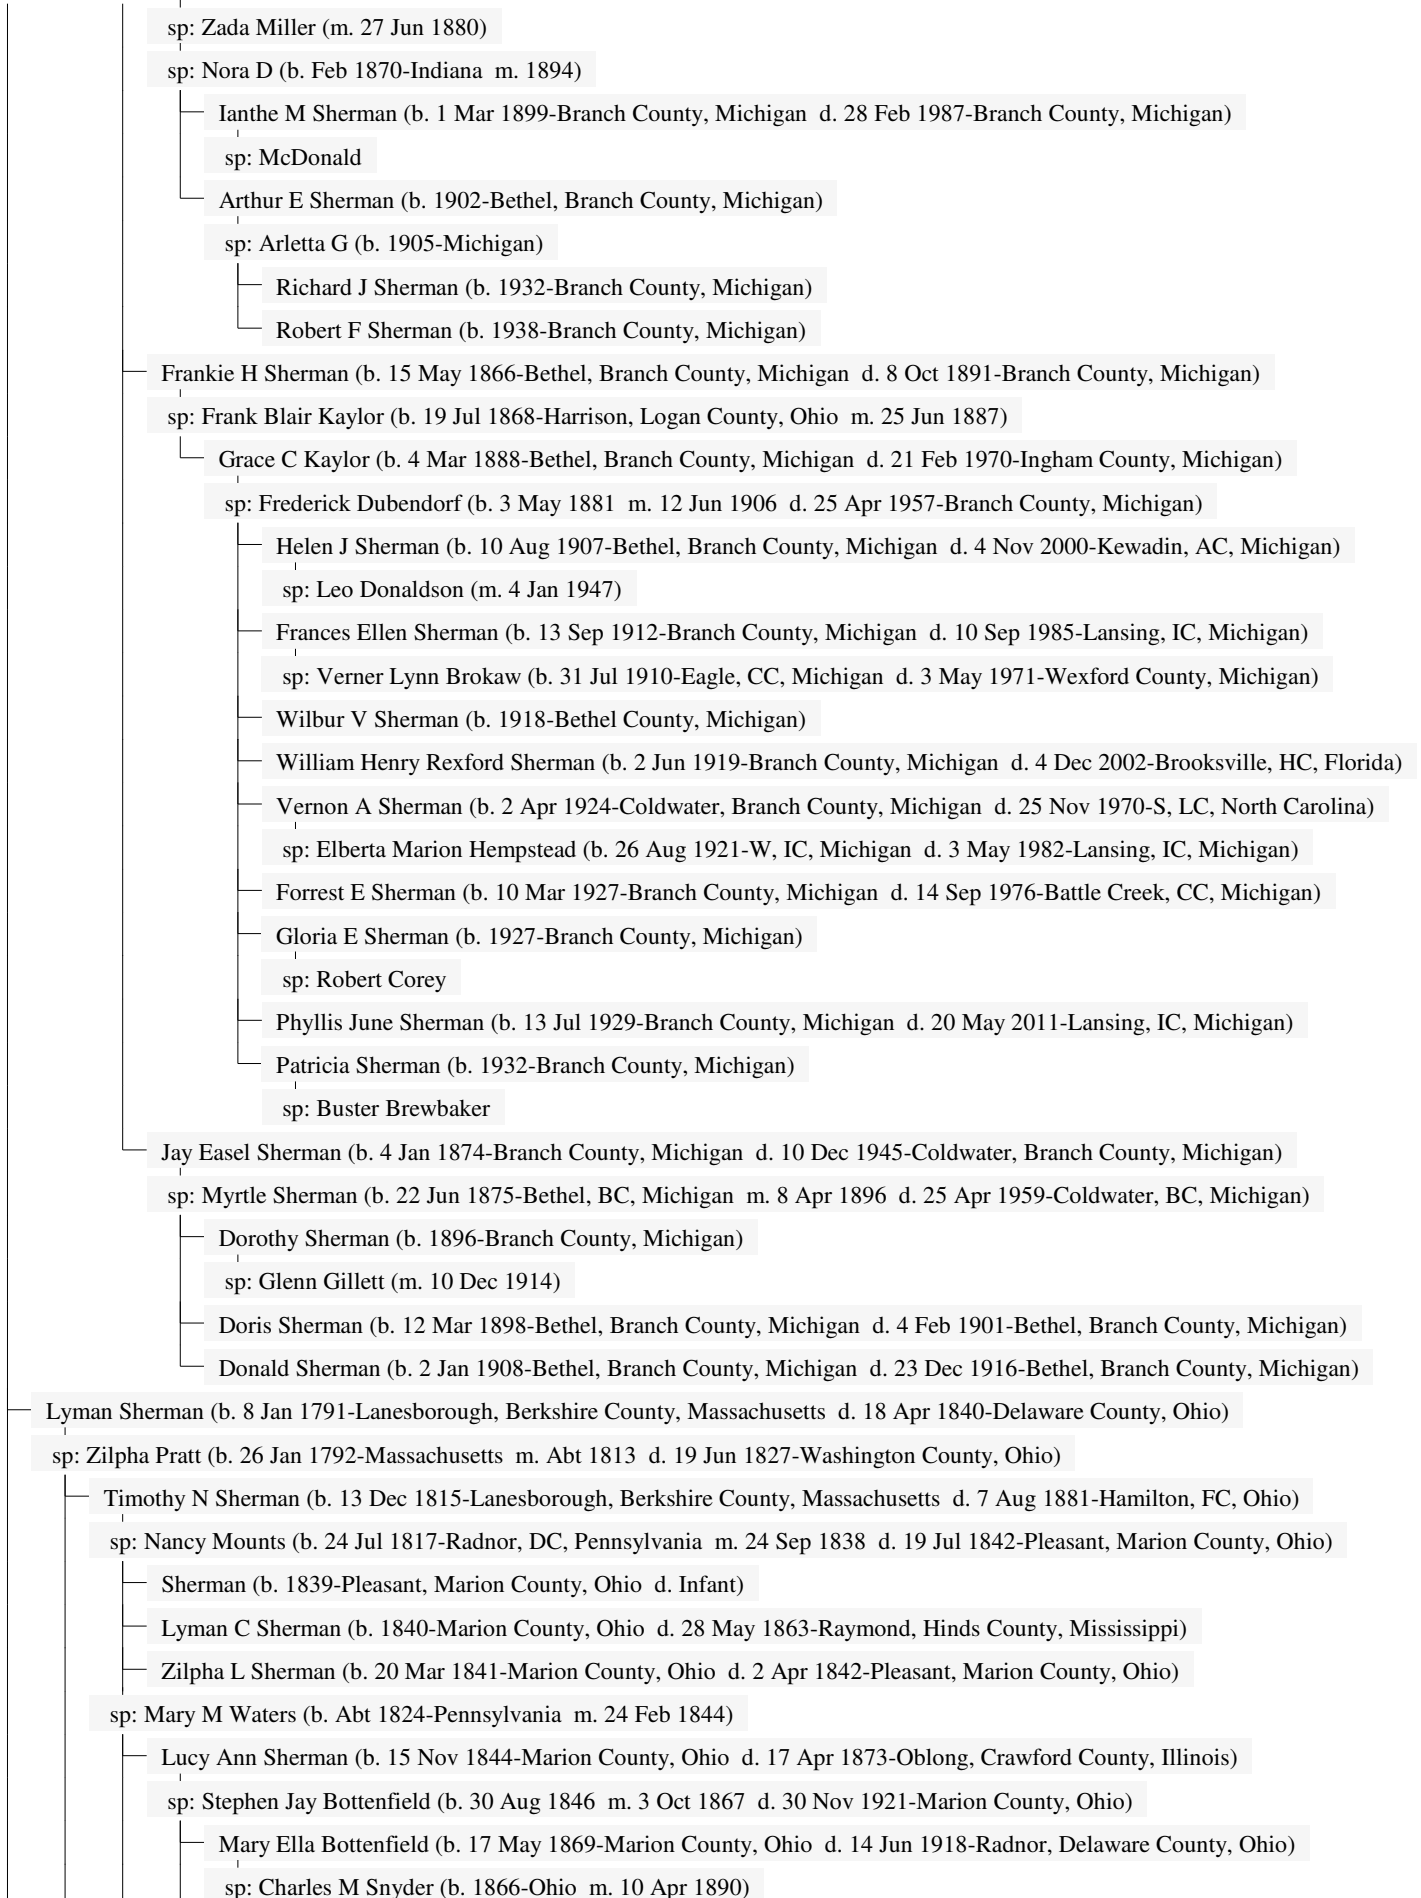 sp: Zada Miller (m. 27 Jun 1880)
sp: Nora D (b. Feb 1870-Indiana m. 1894)
Ianthe M Sherman (b. 1 Mar 1899-Branch County, Michigan d. 28 Feb 1987-Branch County, Michigan)
sp: McDonald
Arthur E Sherman (b. 1902-Bethel, Branch County, Michigan)
sp: Arletta G (b. 1905-Michigan)
Richard J Sherman (b. 1932-Branch County, Michigan)
Robert F Sherman (b. 1938-Branch County, Michigan)
Frankie H Sherman (b. 15 May 1866-Bethel, Branch County, Michigan d. 8 Oct 1891-Branch County, Michigan)
sp: Frank Blair Kaylor (b. 19 Jul 1868-Harrison, Logan County, Ohio m. 25 Jun 1887)
Grace C Kaylor (b. 4 Mar 1888-Bethel, Branch County, Michigan d. 21 Feb 1970-Ingham County, Michigan)
sp: Frederick Dubendorf (b. 3 May 1881 m. 12 Jun 1906 d. 25 Apr 1957-Branch County, Michigan)
Helen J Sherman (b. 10 Aug 1907-Bethel, Branch County, Michigan d. 4 Nov 2000-Kewadin, AC, Michigan)
sp: Leo Donaldson (m. 4 Jan 1947)
Frances Ellen Sherman (b. 13 Sep 1912-Branch County, Michigan d. 10 Sep 1985-Lansing, IC, Michigan)
sp: Verner Lynn Brokaw (b. 31 Jul 1910-Eagle, CC, Michigan d. 3 May 1971-Wexford County, Michigan)
Wilbur V Sherman (b. 1918-Bethel County, Michigan)
William Henry Rexford Sherman (b. 2 Jun 1919-Branch County, Michigan d. 4 Dec 2002-Brooksville, HC, Florida)
Vernon A Sherman (b. 2 Apr 1924-Coldwater, Branch County, Michigan d. 25 Nov 1970-S, LC, North Carolina)
sp: Elberta Marion Hempstead (b. 26 Aug 1921-W, IC, Michigan d. 3 May 1982-Lansing, IC, Michigan)
Forrest E Sherman (b. 10 Mar 1927-Branch County, Michigan d. 14 Sep 1976-Battle Creek, CC, Michigan)
Gloria E Sherman (b. 1927-Branch County, Michigan)
sp: Robert Corey
Phyllis June Sherman (b. 13 Jul 1929-Branch County, Michigan d. 20 May 2011-Lansing, IC, Michigan)
Patricia Sherman (b. 1932-Branch County, Michigan)
sp: Buster Brewbaker
Jay Easel Sherman (b. 4 Jan 1874-Branch County, Michigan d. 10 Dec 1945-Coldwater, Branch County, Michigan)
sp: Myrtle Sherman (b. 22 Jun 1875-Bethel, BC, Michigan m. 8 Apr 1896 d. 25 Apr 1959-Coldwater, BC, Michigan)
Dorothy Sherman (b. 1896-Branch County, Michigan)
sp: Glenn Gillett (m. 10 Dec 1914)
Doris Sherman (b. 12 Mar 1898-Bethel, Branch County, Michigan d. 4 Feb 1901-Bethel, Branch County, Michigan)
Donald Sherman (b. 2 Jan 1908-Bethel, Branch County, Michigan d. 23 Dec 1916-Bethel, Branch County, Michigan)
Lyman Sherman (b. 8 Jan 1791-Lanesborough, Berkshire County, Massachusetts d. 18 Apr 1840-Delaware County, Ohio)
sp: Zilpha Pratt (b. 26 Jan 1792-Massachusetts m. Abt 1813 d. 19 Jun 1827-Washington County, Ohio)
Timothy N Sherman (b. 13 Dec 1815-Lanesborough, Berkshire County, Massachusetts d. 7 Aug 1881-Hamilton, FC, Ohio)
sp: Nancy Mounts (b. 24 Jul 1817-Radnor, DC, Pennsylvania m. 24 Sep 1838 d. 19 Jul 1842-Pleasant, Marion County, Ohio)
Sherman (b. 1839-Pleasant, Marion County, Ohio d. Infant)
Lyman C Sherman (b. 1840-Marion County, Ohio d. 28 May 1863-Raymond, Hinds County, Mississippi)
Zilpha L Sherman (b. 20 Mar 1841-Marion County, Ohio d. 2 Apr 1842-Pleasant, Marion County, Ohio)
sp: Mary M Waters (b. Abt 1824-Pennsylvania m. 24 Feb 1844)
Lucy Ann Sherman (b. 15 Nov 1844-Marion County, Ohio d. 17 Apr 1873-Oblong, Crawford County, Illinois)
sp: Stephen Jay Bottenfield (b. 30 Aug 1846 m. 3 Oct 1867 d. 30 Nov 1921-Marion County, Ohio)
Mary Ella Bottenfield (b. 17 May 1869-Marion County, Ohio d. 14 Jun 1918-Radnor, Delaware County, Ohio)
sp: Charles M Snyder (b. 1866-Ohio m. 10 Apr 1890)